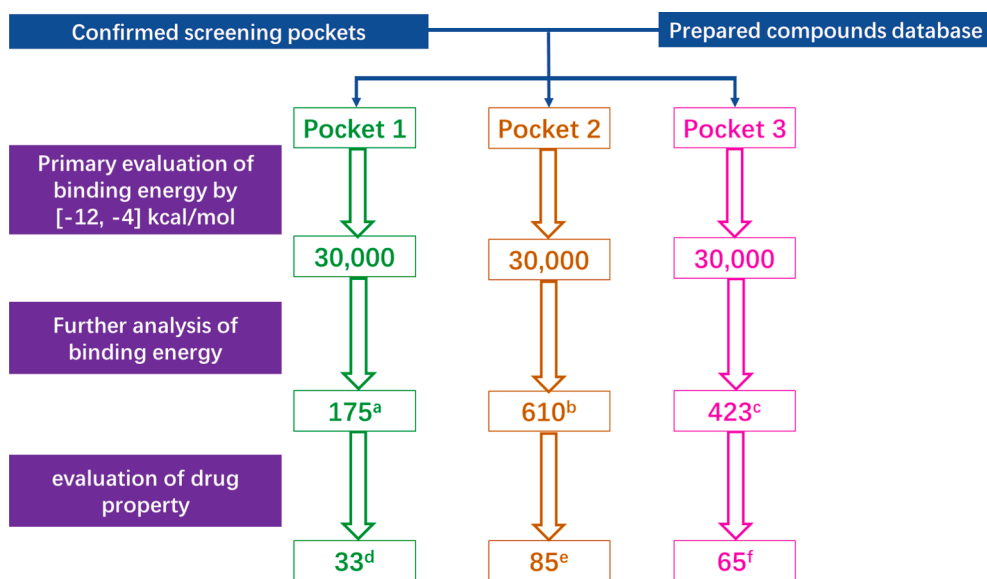 Confirmed screening pockets
Prepared compounds database
Pocket 1
Pocket 2
Pocket 3
Primary evaluation of
binding energy by
[-12, -4] kcal/mol
30,000
30,000
30,000
Further analysis of
binding energy
175ᵃ
610ᵇ
423ᶜ
evaluation of drug
property
33ᵈ
85ᵉ
65ᶠ